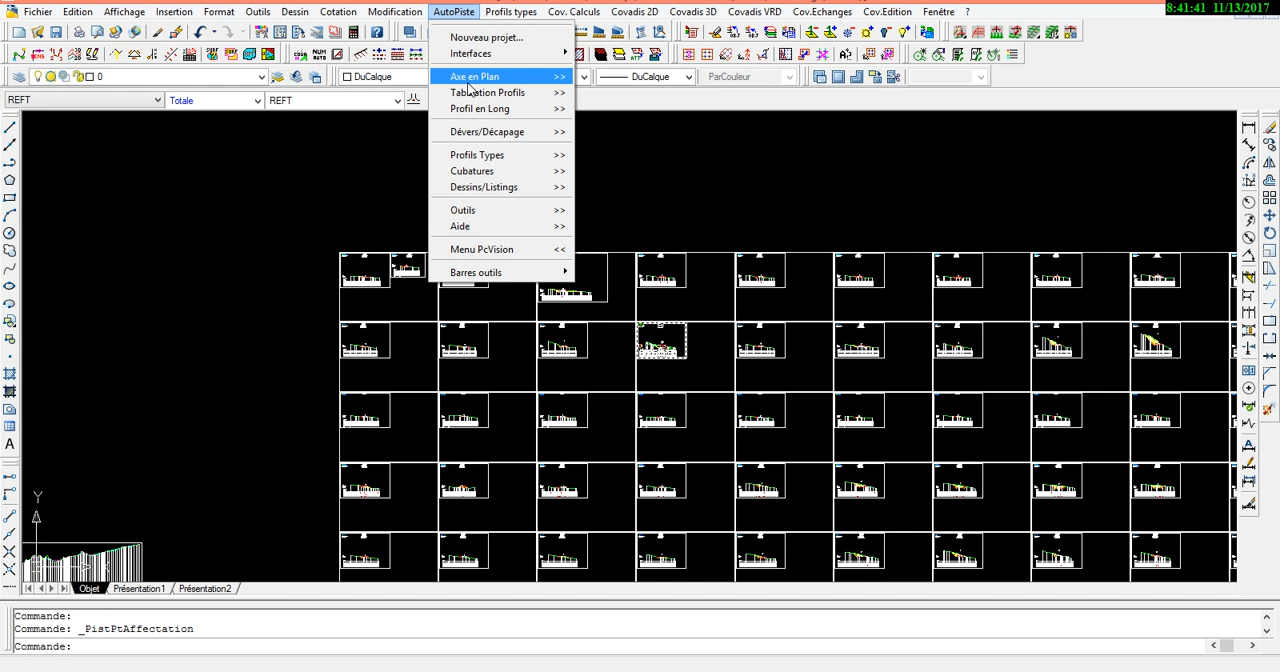 8:41:41 11/13/2017
Fichier Edition Affichage Insertion Format Outils Dessin Cotation Modification AutoPiste Profils types Cov. Calculs Covadis 2D Covadis 3D Covadis VRD Cov.Echanges Cov.Edition Fenêtre ?
0 DuCalque DuCalque ParCouleur
REFT Totale REFT
Nouveau projet...
Interfaces
Axe en Plan >>
Tabulation Profils >>
Profil en Long >>
Dévers/Décapage >>
Profils Types >>
Cubatures >>
Dessins/Listings >>
Outils >>
Aide >>
Menu PcVision <<
Barres outils
Y
Objet Présentation1 Présentation2
Commande:
Commande: _PistPtAffectation
Commande: